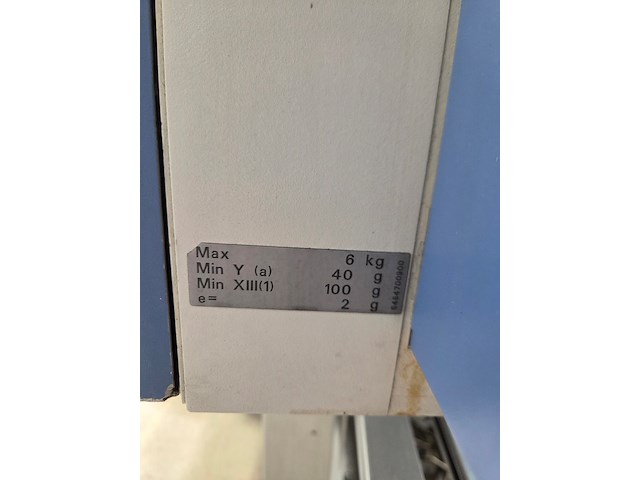 Max 6 kg
Min Y (a) 40 g
Min XIII(1) 100 g
e= 2 g